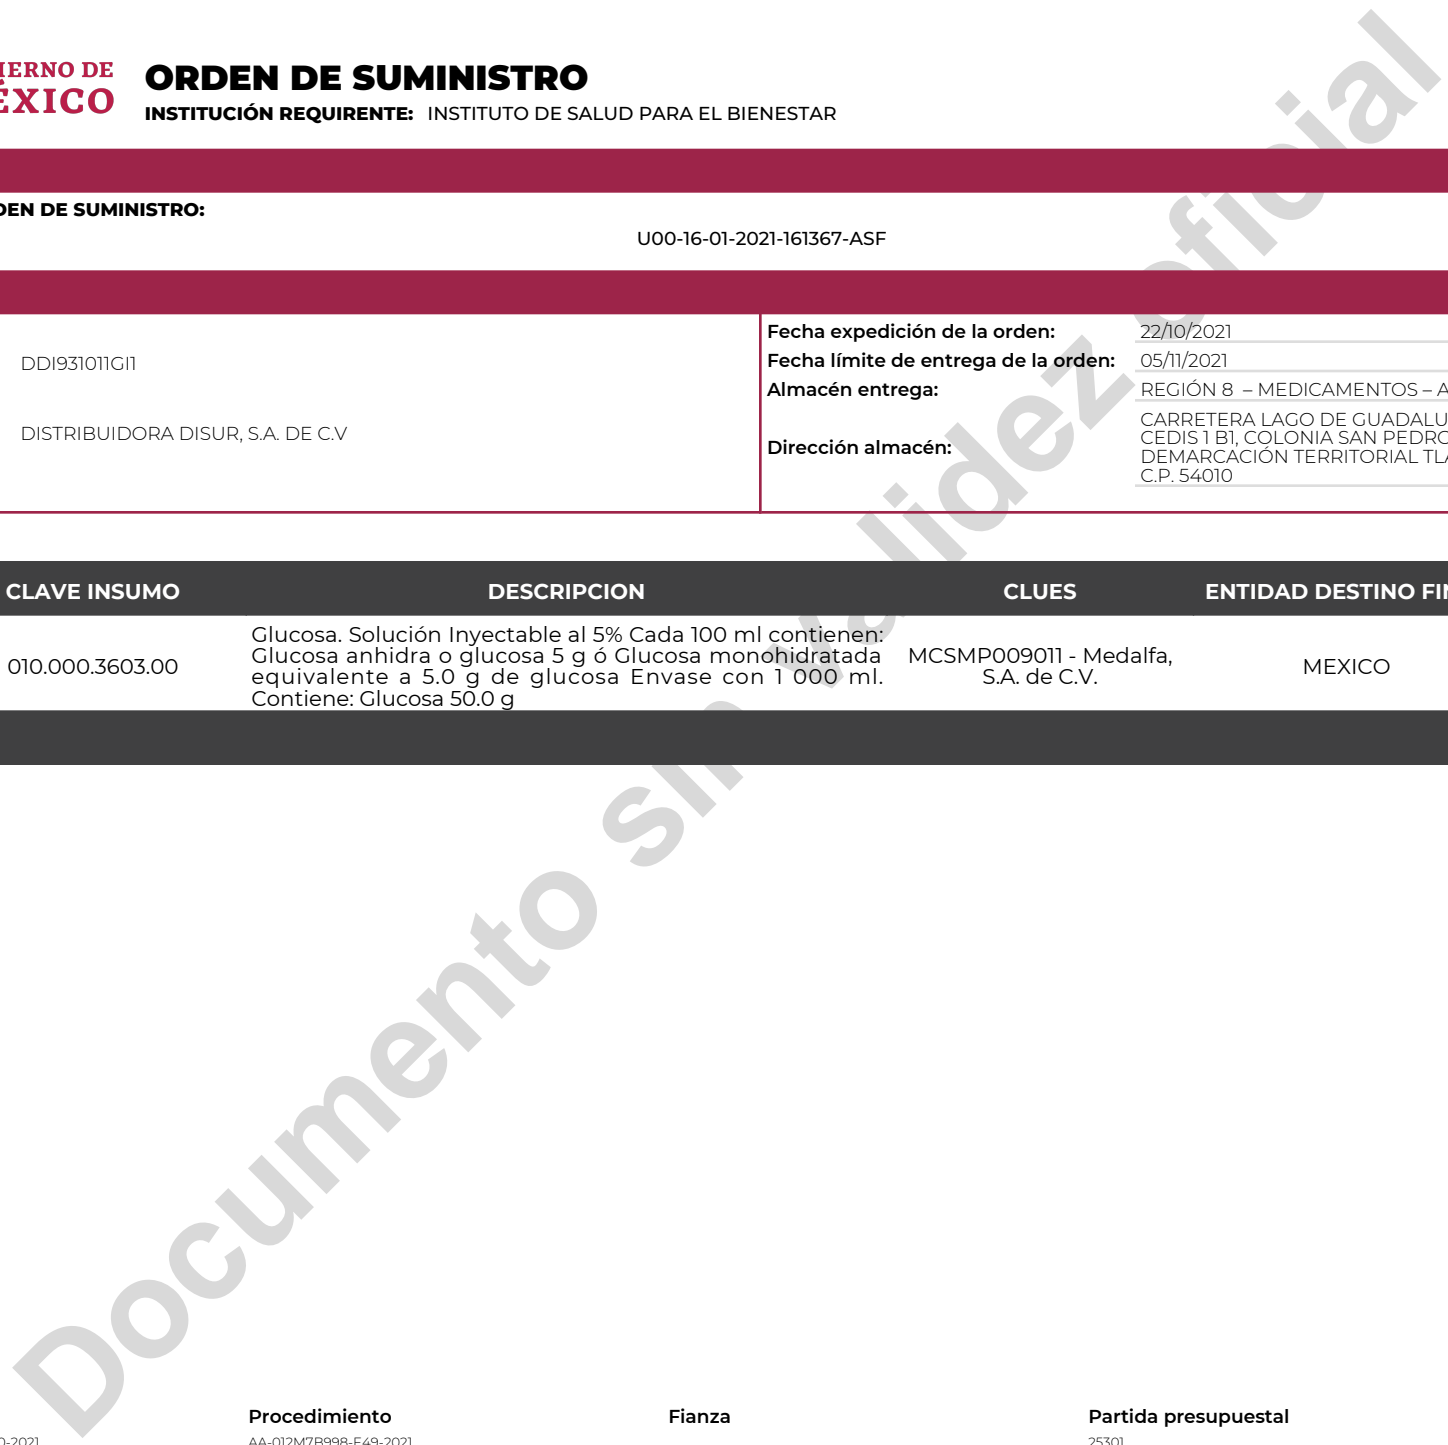 ORDEN DE SUMINISTRO
INSTITUCIÓN REQUIRENTE: INSTITUTO DE SALUD PARA EL BIENESTAR
DE
MÉXICO
DE SUMINISTRO:
U00-16-01-2021-161367-ASF
DDI931011GI1
DISTRIBUIDORA DISUR, S.A. DE C.V
Fecha expedición de la orden: 22/10/2021
Fecha límite de entrega de la orden: 05/11/2021
Almacén entrega: REGIÓN 8 – MEDICAMENTOS –
Dirección almacén:
CARRETERA LAGO DE
CEDIS 1 B1, COLONIA SAN PEDRO
DEMARCACIÓN TERRITORIAL
C.P. 54010
CLAVE INSUMO DESCRIPCION CLUES ENTIDAD DESTINO
010.000.3603.00
Glucosa. Solución Inyectable al 5% Cada 100 ml contienen:
Glucosa anhidra o glucosa 5 g ó Glucosa monohidratada
equivalente a 5.0 g de glucosa Envase con 1 000 ml.
Contiene: Glucosa 50.0 g
MCSMP009011 - Medalfa,
S.A. de C.V.
MEXICO
Documento sin validez oficial
Procedimiento Fianza Partida presupuestal
AA-012M7B998-E49-2021 25301